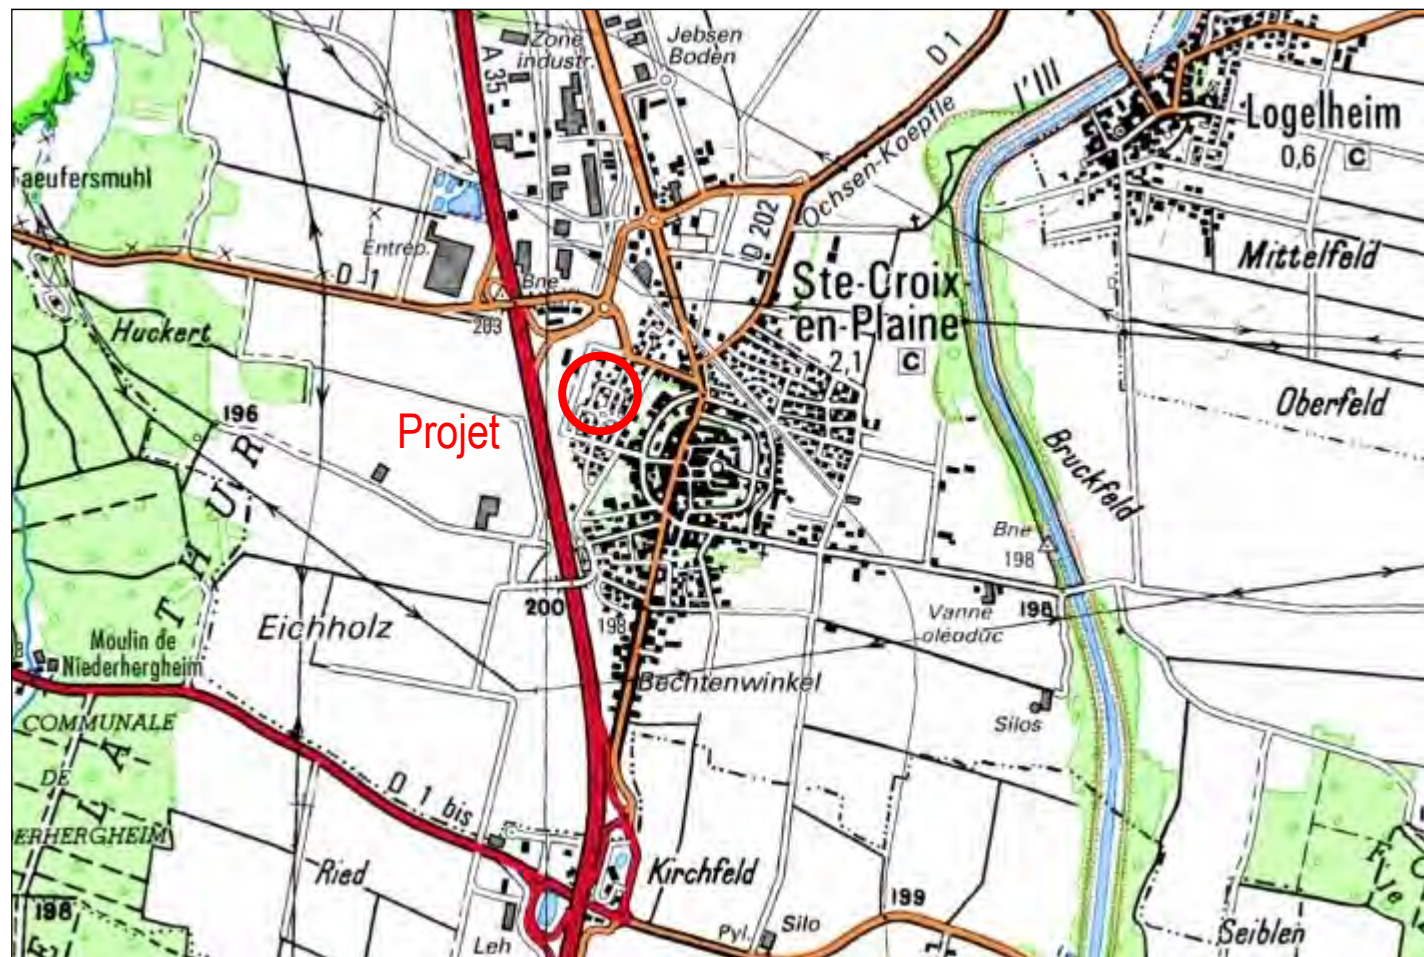 Zone
industr.
Jebsen
Boden
A 35
D 1
l'Ill
Logelheim
0,6 C
Ochsen-Koepfle
Taeufersmuhl
D 202
Entrep.
D 1
Bne
203
Ste-Croix-
en-Plaine
2,1 C
Mittelfeld
Huckert
Oberfeld
196
Projet
Bruckfeld
Bne
198
THUR
200
198
Vanne
oléoduc
198
Eichholz
Moulin de
Niederhergheim
Bechtenwinkel
Silos
COMMUNALE
DE
ERHERGHEIM
LA
D 1 bis
Ried
Kirchfeld
199
198
Leh
Pyl.
Silo
Seiblen